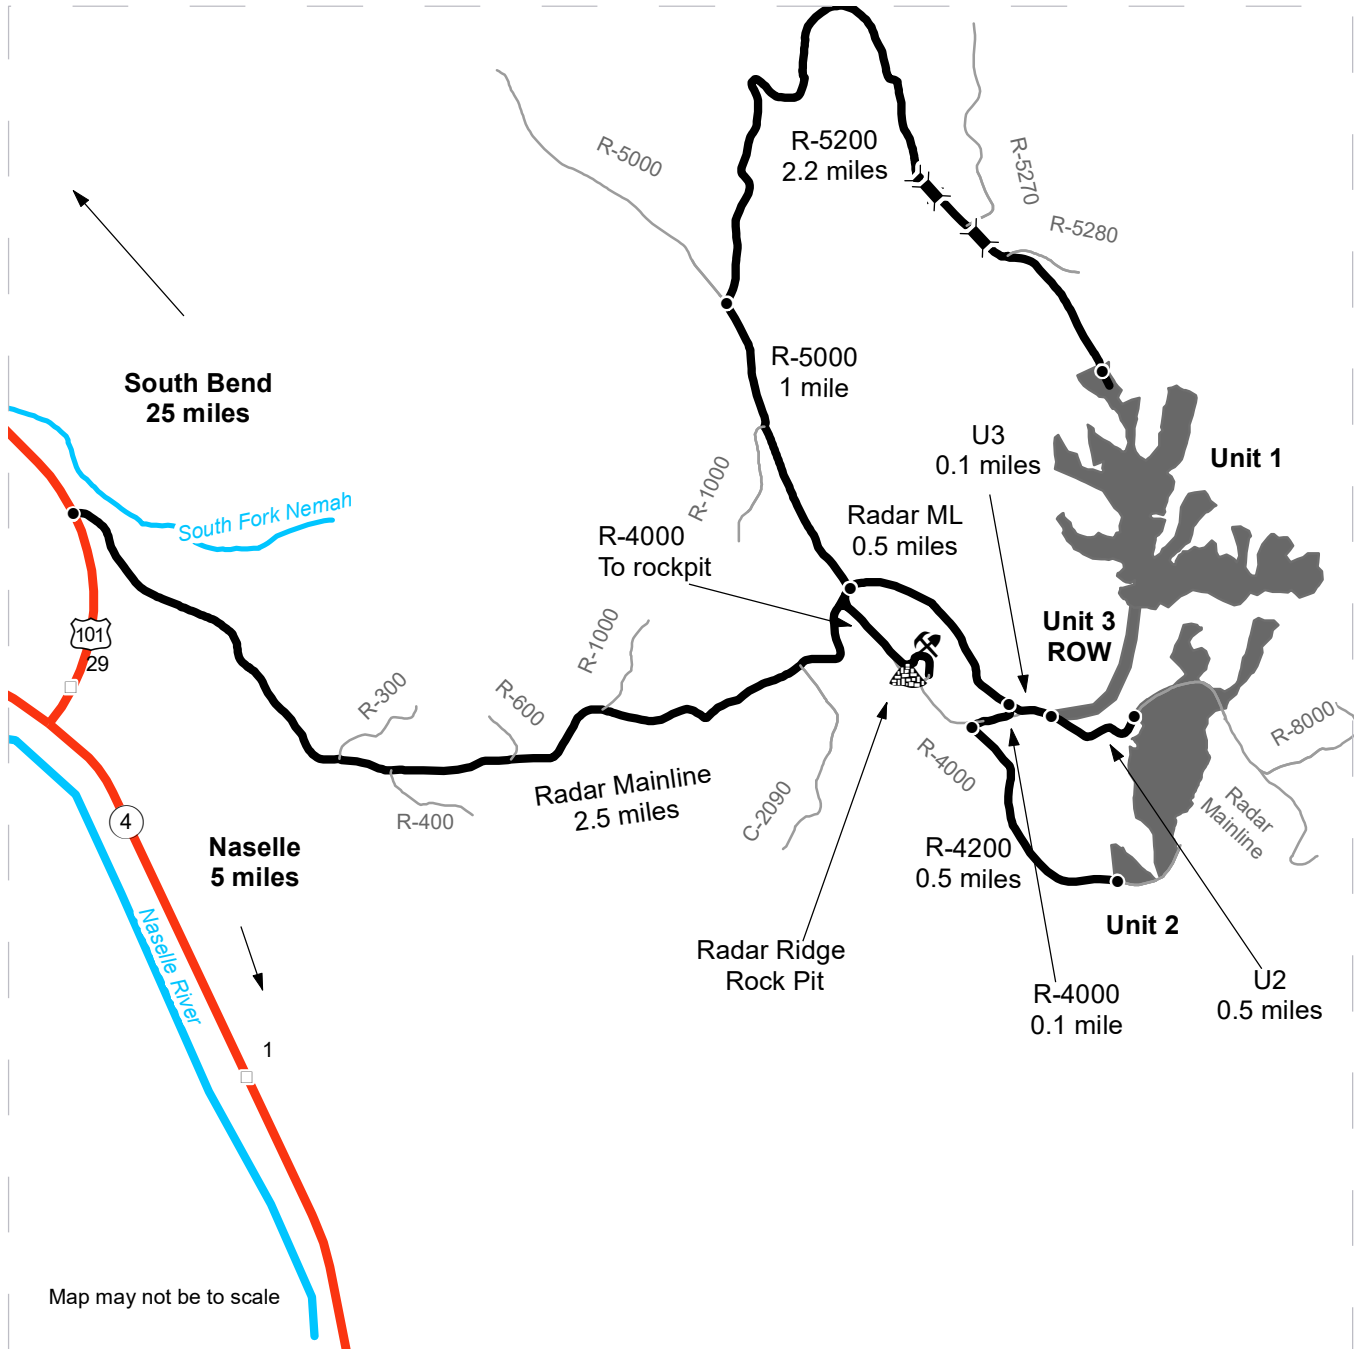 R-5200
2.2 miles
R-5000
R-5270
R-5280
R-5000
1 mile
South Bend
25 miles
U3
0.1 miles
Unit 1
R-1000
South Fork Nemah
Radar ML
0.5 miles
R-4000
To rockpit
101
29
R-1000
Unit 3
ROW
R-300
R-600
R-8000
R-4000
Radar Mainline
2.5 miles
C-2090
Radar
Mainline
R-400
4
Naselle
5 miles
R-4200
0.5 miles
Unit 2
Naselle River
Radar Ridge
Rock Pit
U2
0.5 miles
R-4000
0.1 mile
1
Map may not be to scale